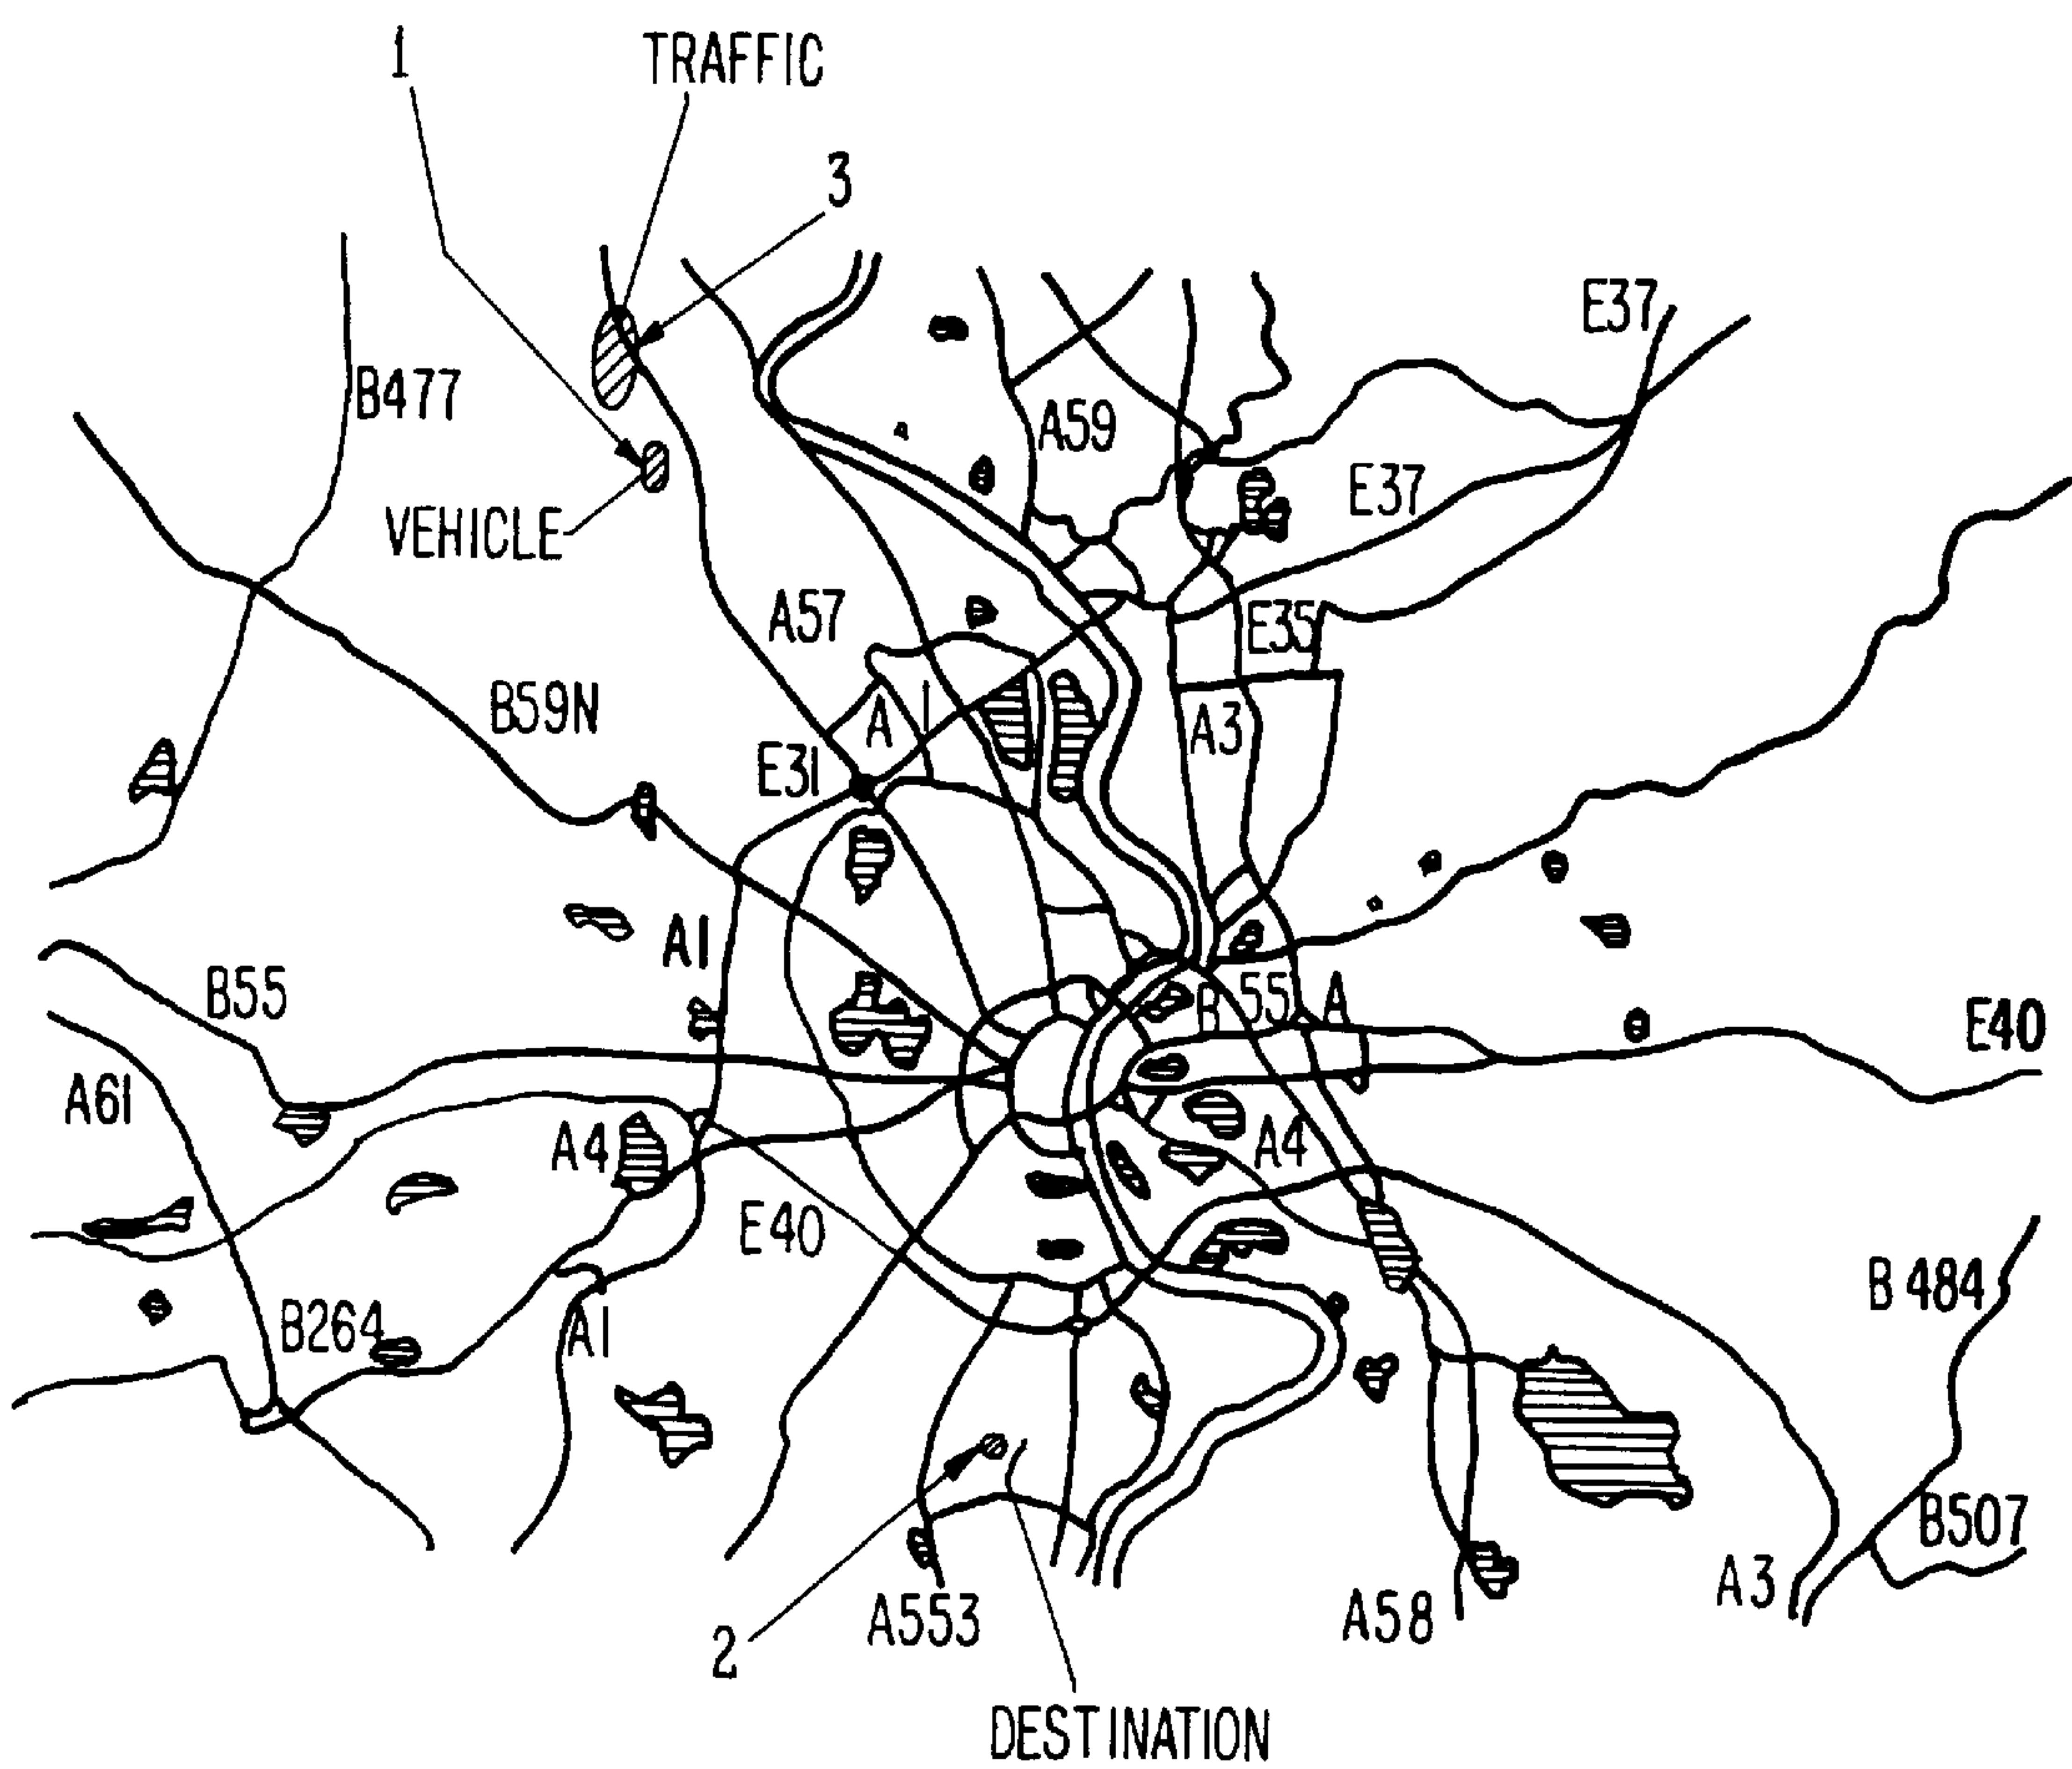 1
TRAFFIC
3
E37
B477
A59
E37
VEHICLE
A57
E35
B59N
A1
A3
E31
A1
B55
B55 A
E40
A61
A4
A4
E40
B484
B264
A1
B507
A3
A58
A553
2
DESTINATION